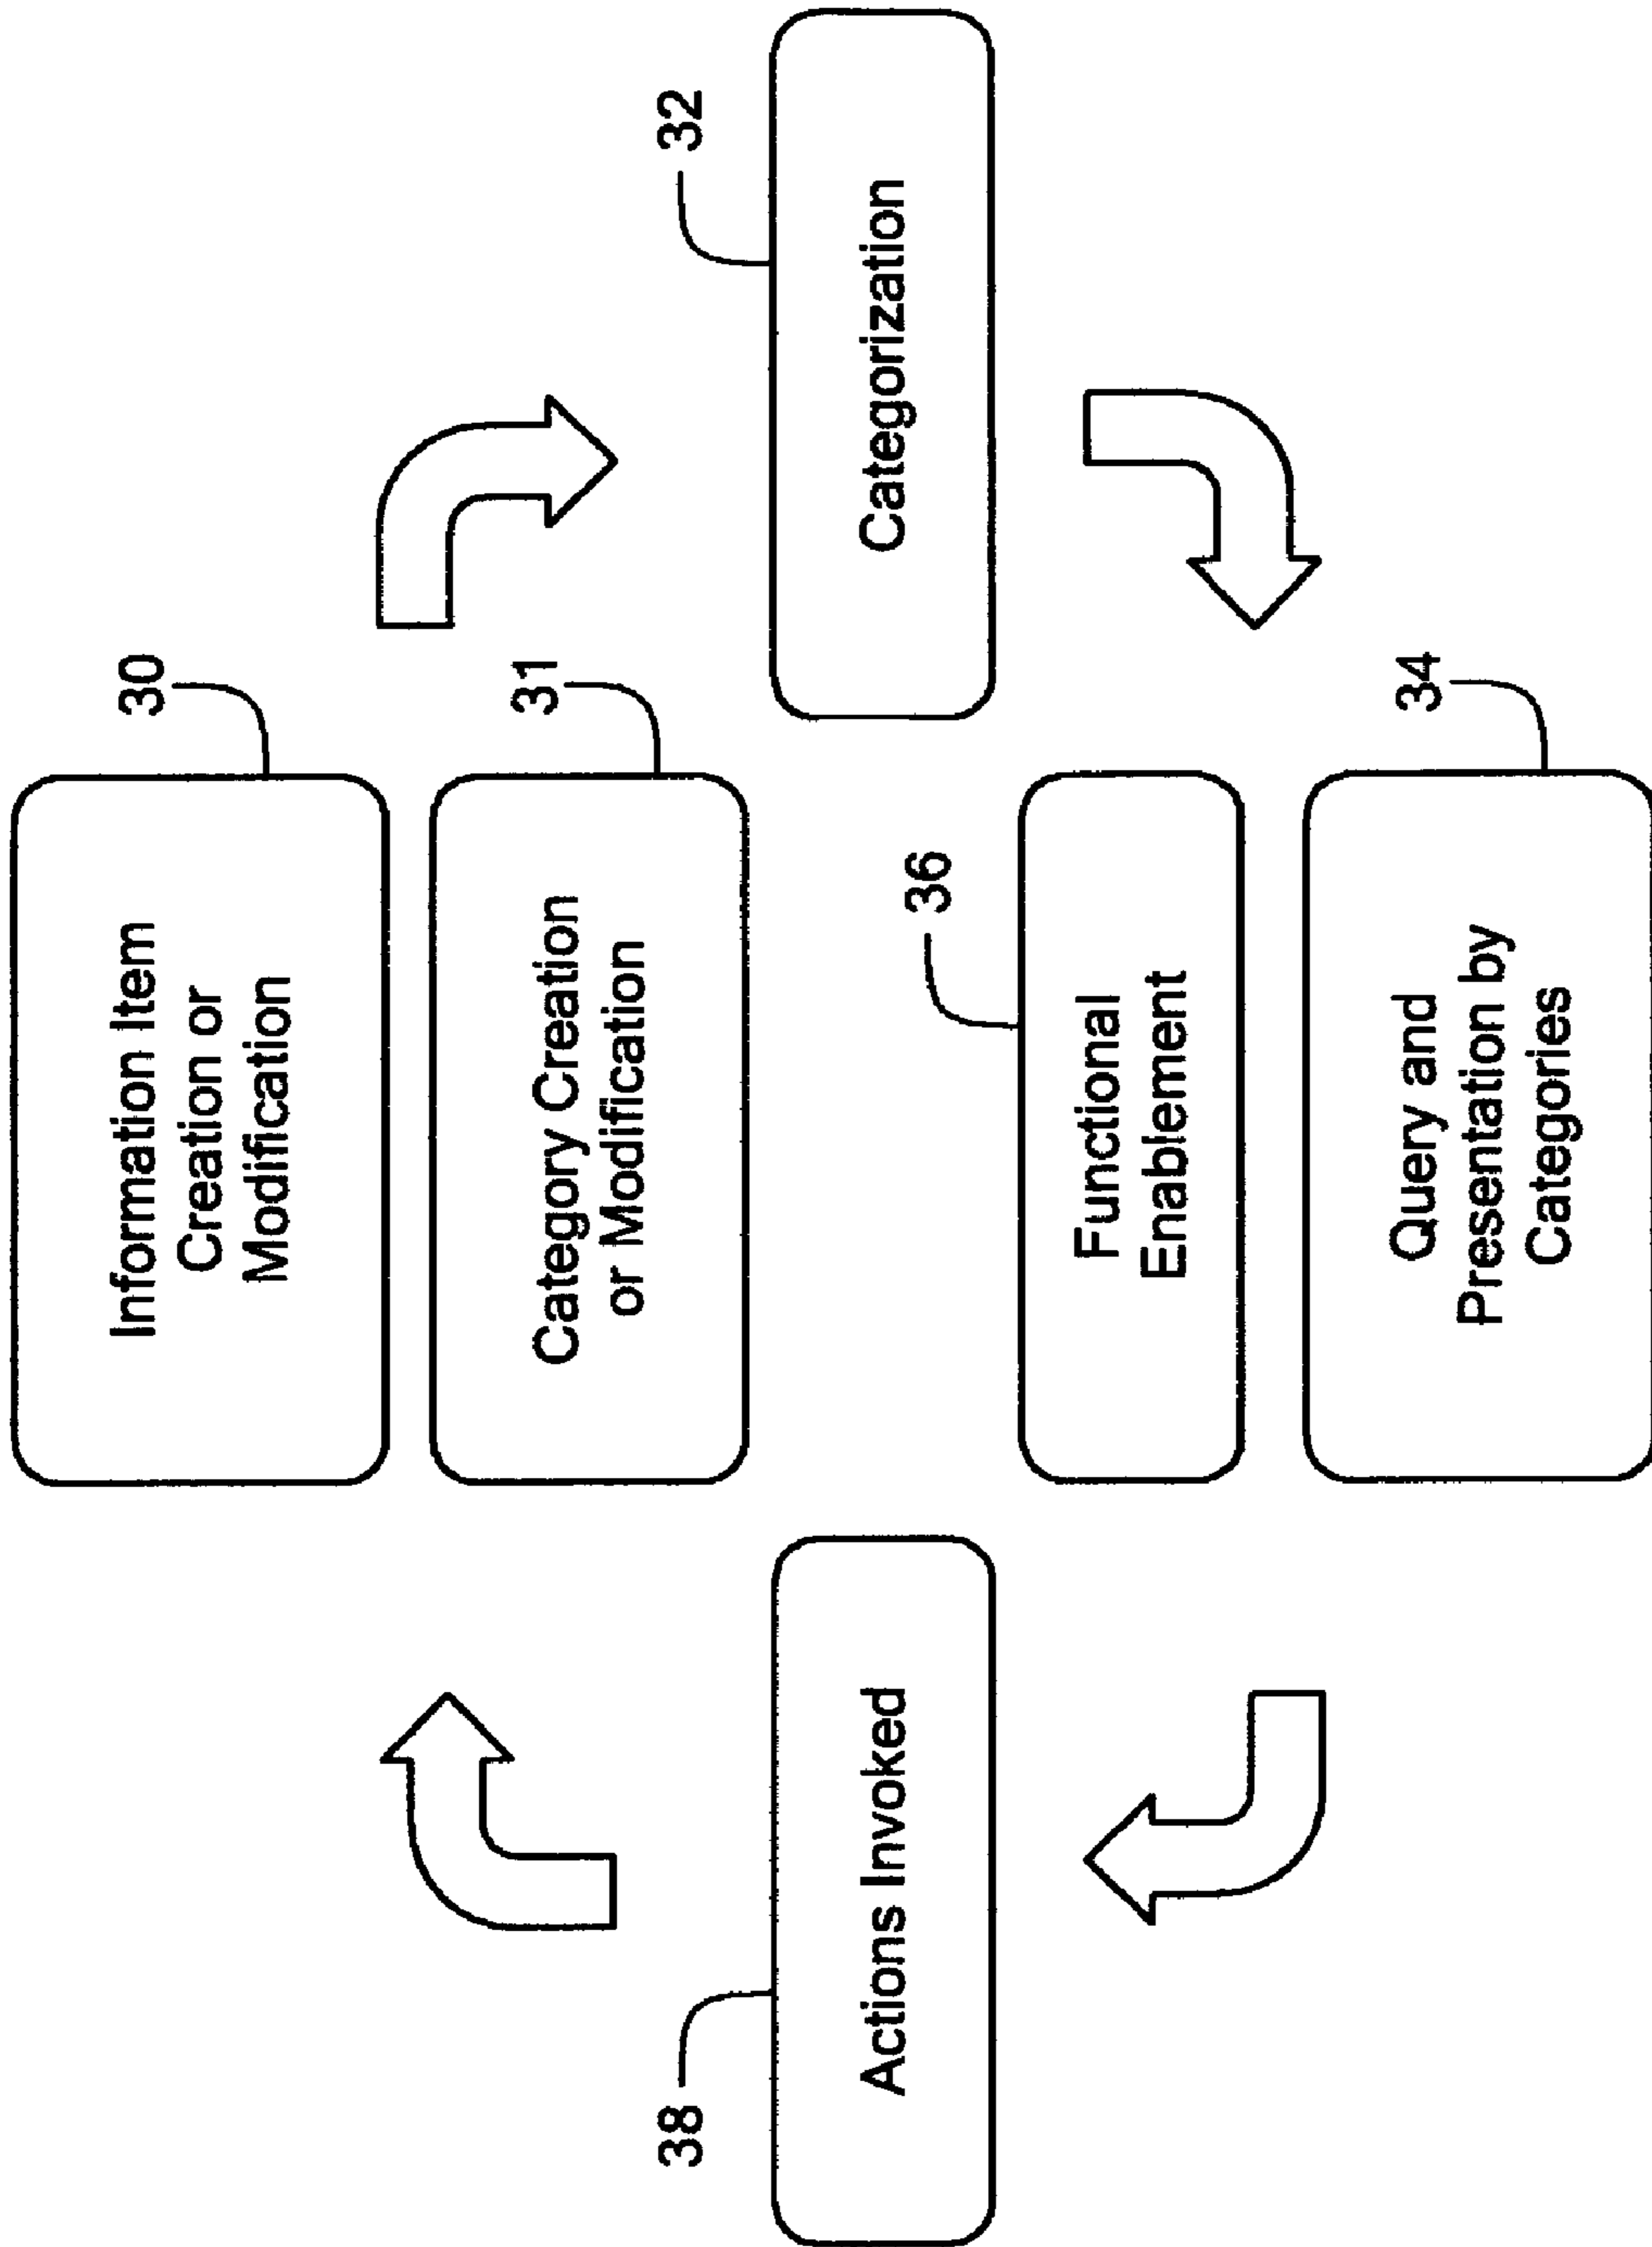 30
Information Item
Creation or
Modification
31
Category Creation
or Modification
32
Categorization
38
Actions Invoked
36
Functional
Enablement
34
Query and
Presentation by
Categories